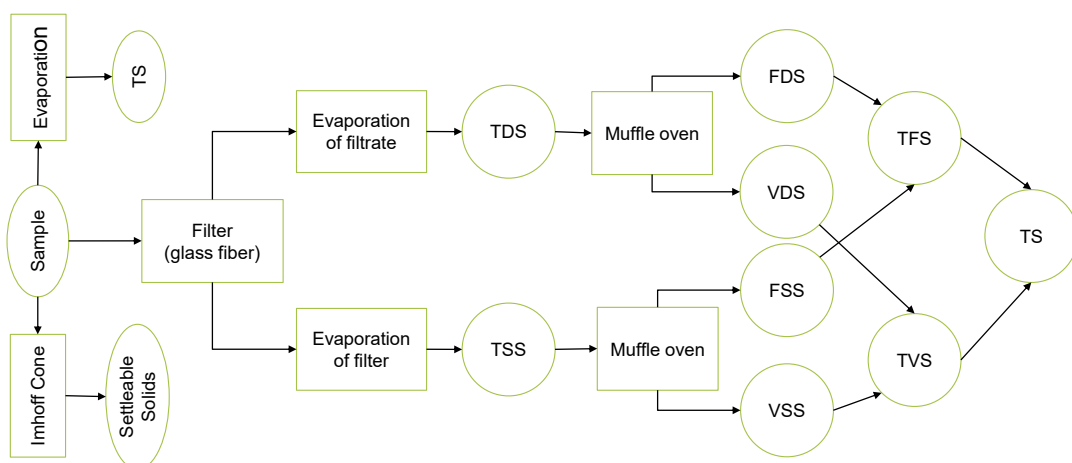 Evaporation
TS
Sample
Imhoff Cone
Settleable
Solids
Filter
(glass fiber)
Evaporation
of filtrate
TDS
Muffle oven
FDS
VDS
Evaporation
of filter
TSS
Muffle oven
FSS
VSS
TFS
TVS
TS